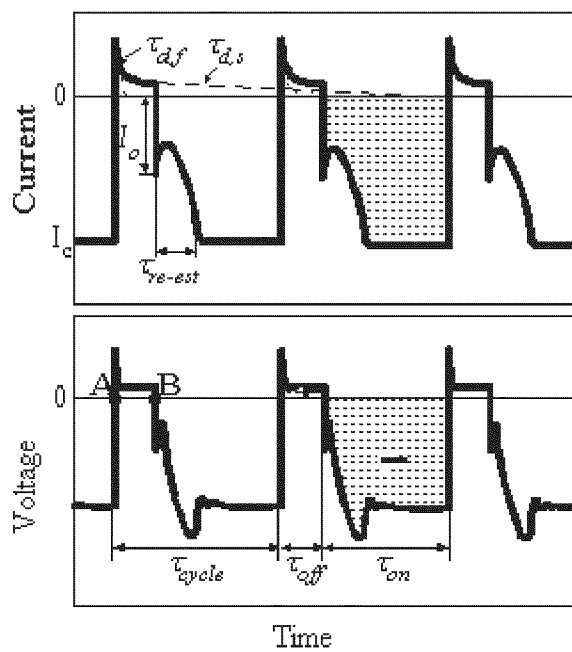 τd,f
τd,s
0
Current
Io
Ic
τre-est
A
B
0
Voltage
τcycle
τoff
τon
Time